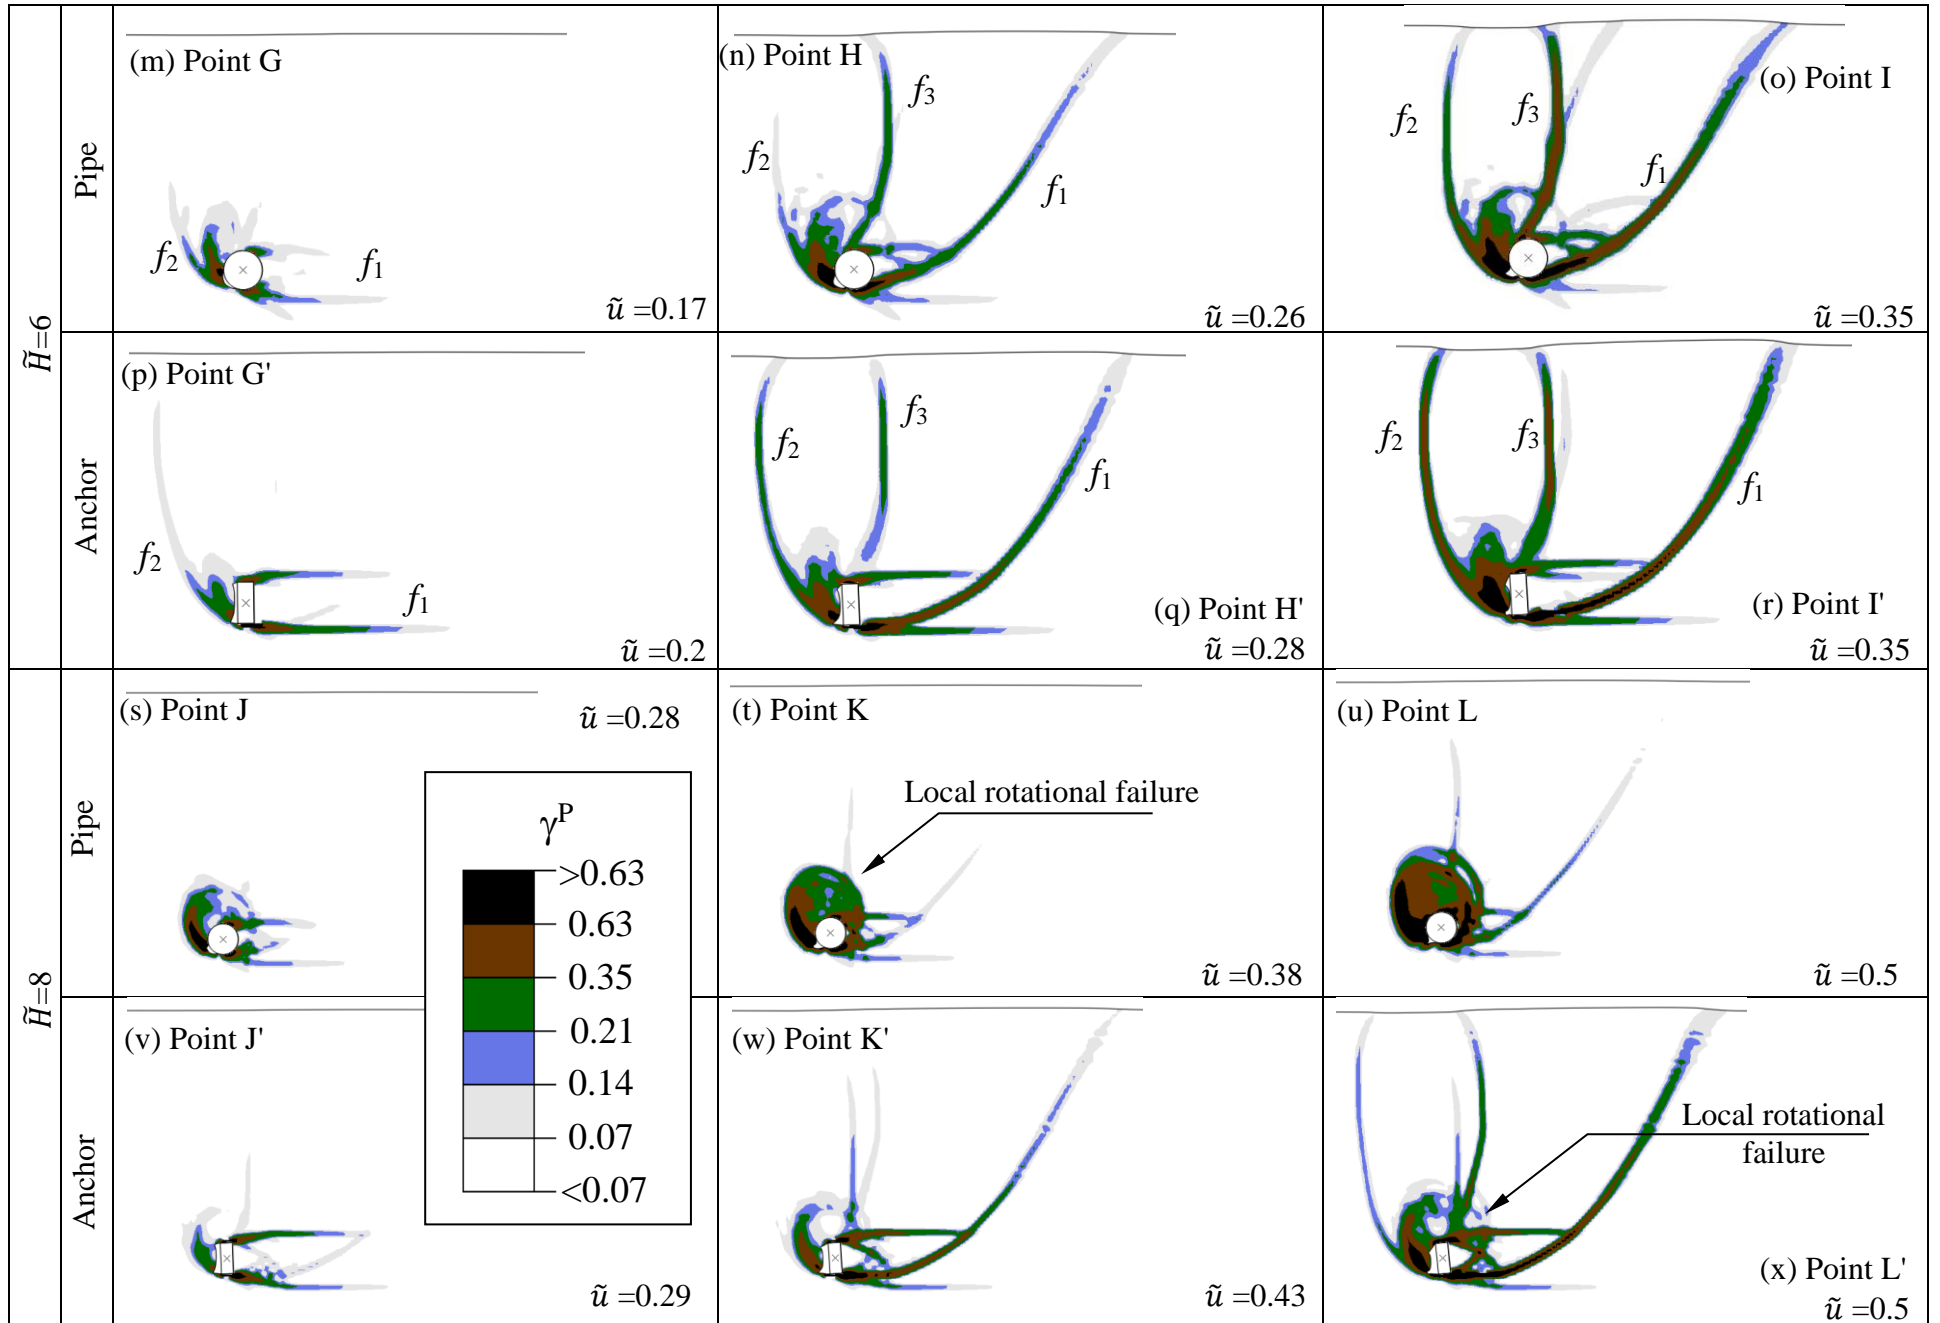 H̃=6
Pipe
(m) Point G
f2
f1
ũ =0.17
(n) Point H
f3
f2
f1
ũ =0.26
(o) Point I
f2
f3
f1
ũ =0.35
Anchor
(p) Point G'
f2
f1
ũ =0.2
f3
f2
f1
(q) Point H'
ũ =0.28
f2
f3
f1
(r) Point I'
ũ =0.35
H̃=8
Pipe
(s) Point J
ũ =0.28
(t) Point K
Local rotational failure
ũ =0.38
(u) Point L
ũ =0.5
γP
>0.63
0.63
0.35
0.21
0.14
0.07
<0.07
Anchor
(v) Point J'
ũ =0.29
(w) Point K'
ũ =0.43
Local rotational
failure
(x) Point L'
ũ =0.5